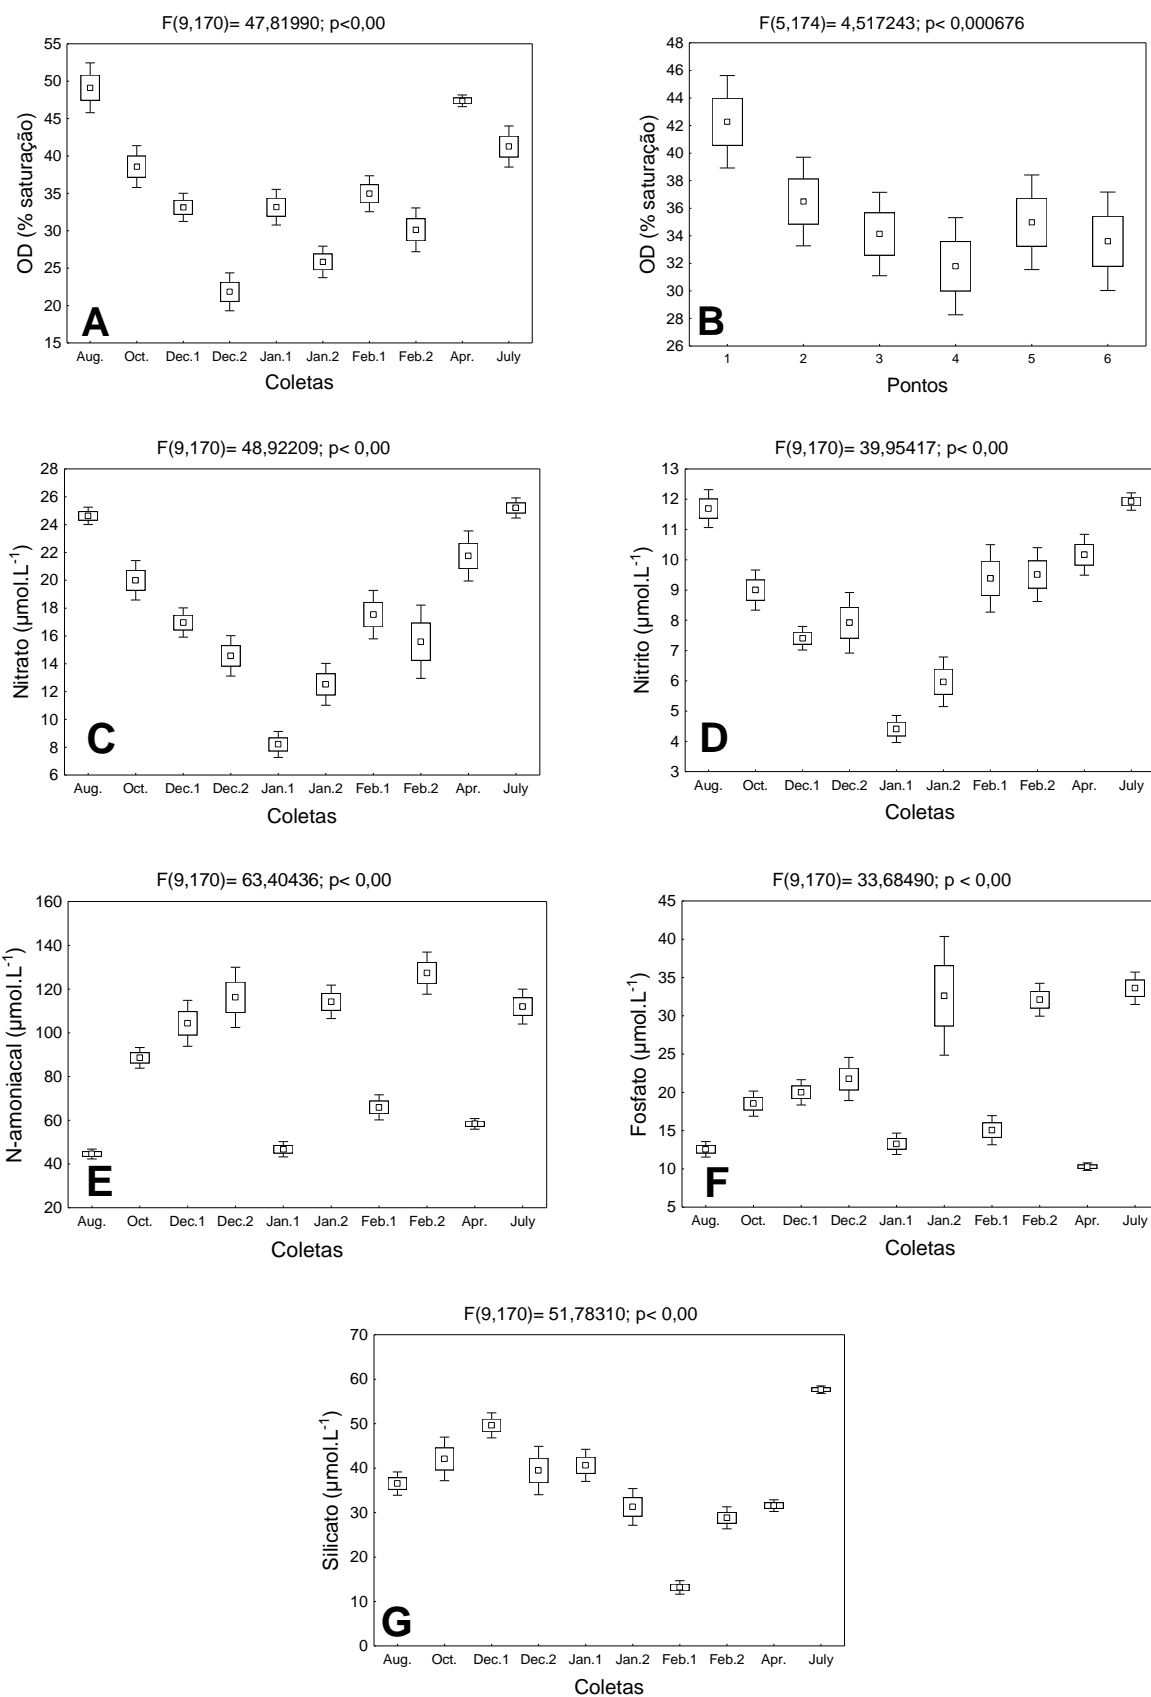 F(9,170)= 47,81990; p<0,00
55
50
45
40
35
30
25
20
15
OD (% saturação)
A
Aug. Oct. Dec.1 Dec.2 Jan.1 Jan.2 Feb.1 Feb.2 Apr. July
Coletas
F(5,174)= 4,517243; p< 0,000676
48
46
44
42
40
38
36
34
32
30
28
26
OD (% saturação)
B
1 2 3 4 5 6
Pontos
F(9,170)= 48,92209; p< 0,00
28
26
24
22
20
18
16
14
12
10
8
6
Nitrato (µmol.L⁻¹)
C
Aug. Oct. Dec.1 Dec.2 Jan.1 Jan.2 Feb.1 Feb.2 Apr. July
Coletas
F(9,170)= 39,95417; p< 0,00
13
12
11
10
9
8
7
6
5
4
3
Nitrito (µmol.L⁻¹)
D
Aug. Oct. Dec.1 Dec.2 Jan.1 Jan.2 Feb.1 Feb.2 Apr. July
Coletas
F(9,170)= 63,40436; p< 0,00
160
140
120
100
80
60
40
20
N-amoniacal (µmol.L⁻¹)
E
Aug. Oct. Dec.1 Dec.2 Jan.1 Jan.2 Feb.1 Feb.2 Apr. July
Coletas
F(9,170)= 33,68490; p < 0,00
45
40
35
30
25
20
15
10
5
Fosfato (µmol.L⁻¹)
F
Aug. Oct. Dec.1 Dec.2 Jan.1 Jan.2 Feb.1 Feb.2 Apr. July
Coletas
F(9,170)= 51,78310; p< 0,00
70
60
50
40
30
20
10
0
Silicato (µmol.L⁻¹)
G
Aug. Oct. Dec.1 Dec.2 Jan.1 Jan.2 Feb.1 Feb.2 Apr. July
Coletas